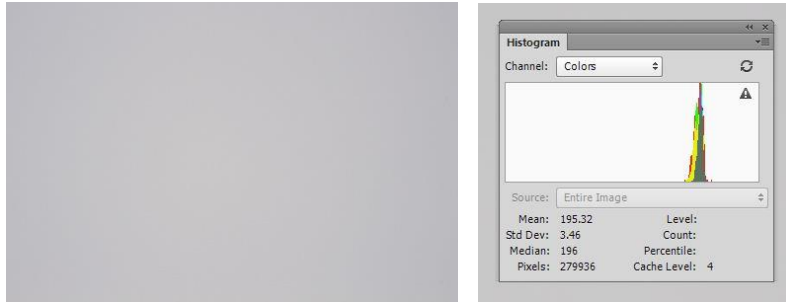 Histogram
Channel: Colors
Source: Entire Image
Mean: 195.32 Level:
Std Dev: 3.46 Count:
Median: 196 Percentile:
Pixels: 279936 Cache Level: 4